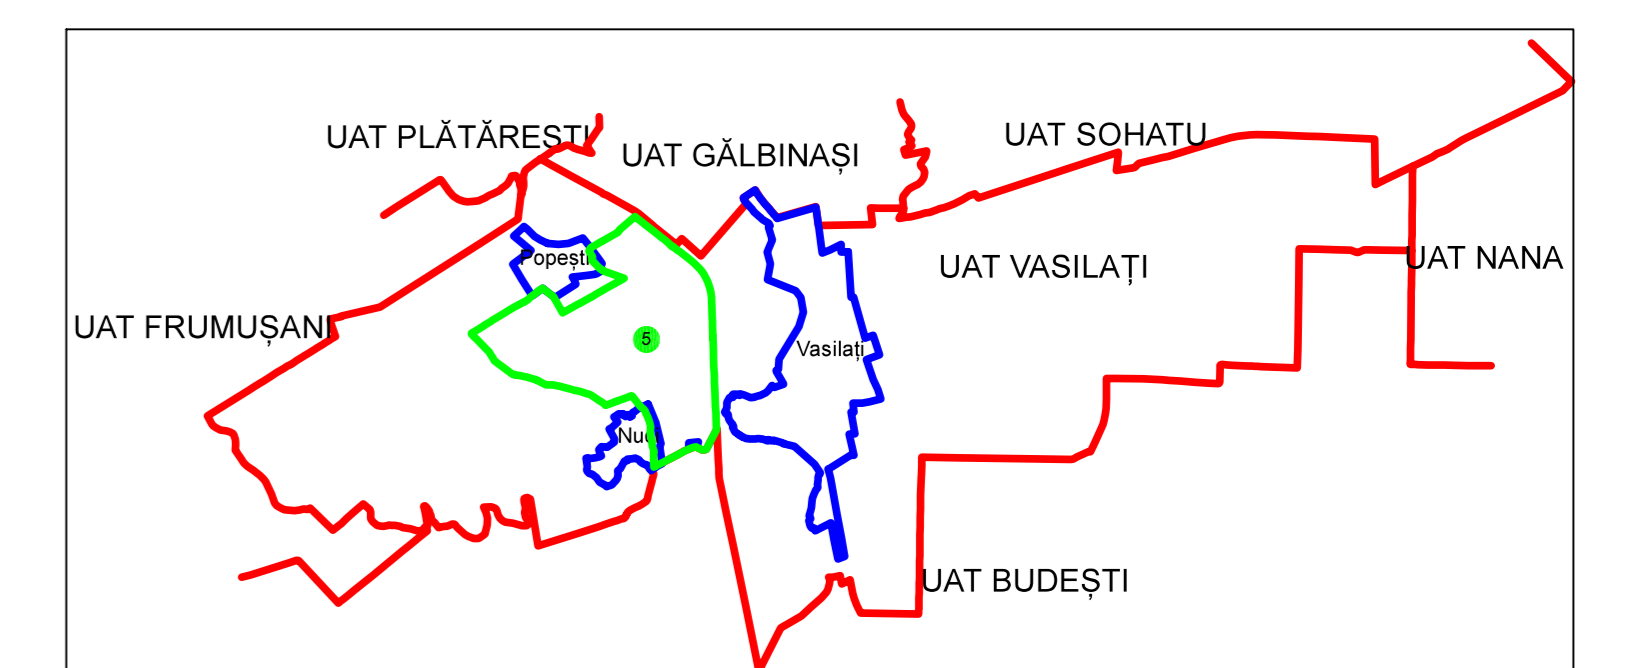 UAT PLĂTĂREȘTI
UAT GĂLBINAȘI
UAT SOHATU
Popești
UAT VASILAȚI
UAT NANA
UAT FRUMUȘANI
5
Vasilați
UAT BUDEȘTI